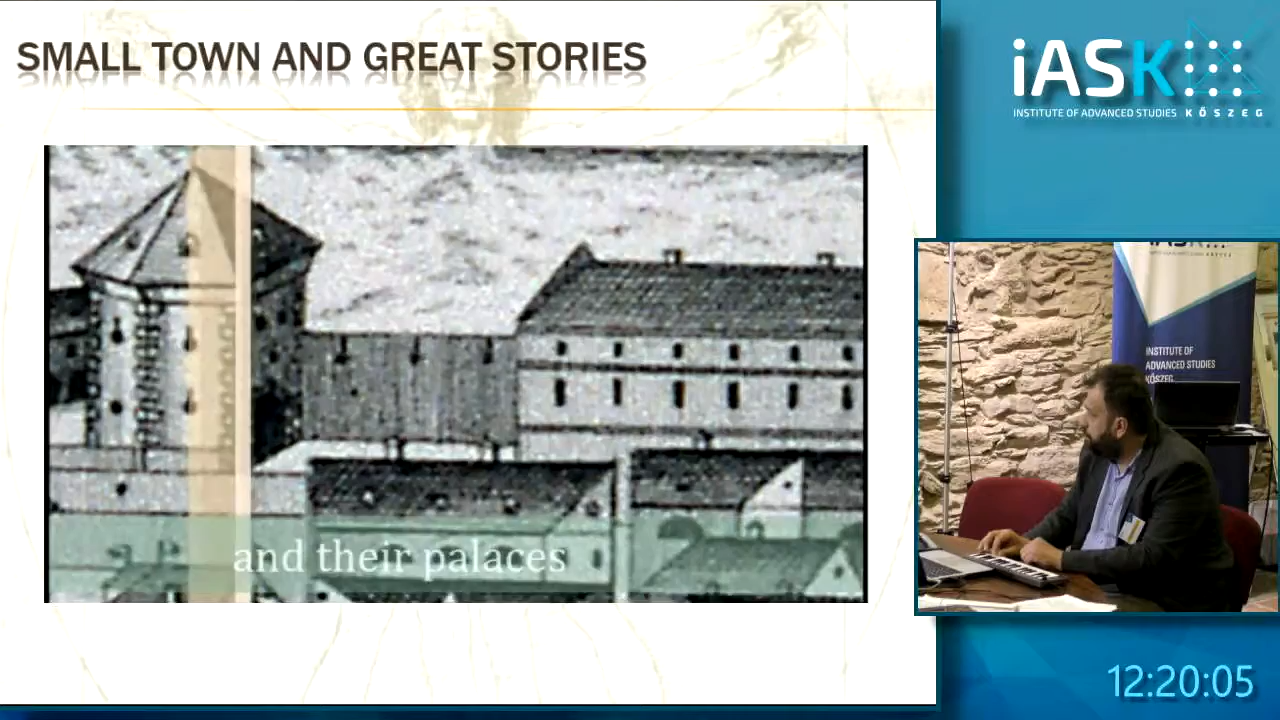 SMALL TOWN AND GREAT STORIES
and their palaces
iASK
INSTITUTE OF ADVANCED STUDIES KŐSZEG
INSTITUTE OF
ADVANCED STUDIES
KŐSZEG
12:20:05